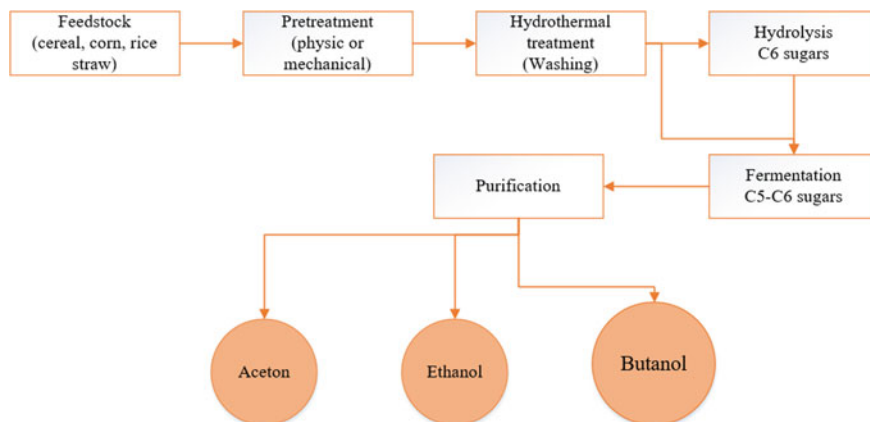 Feedstock
(cereal, corn, rice
straw)
Pretreatment
(physic or
mechanical)
Hydrothermal
treatment
(Washing)
Hydrolysis
C6 sugars
Purification
Fermentation
C5-C6 sugars
Aceton
Ethanol
Butanol